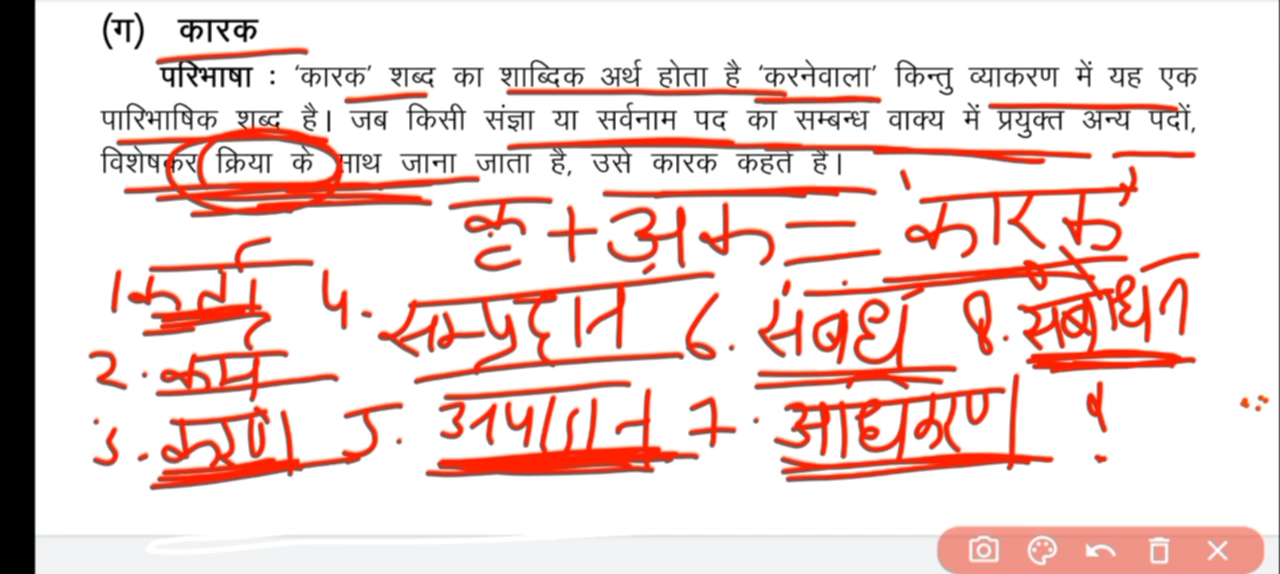 (ग) कारक
परिभाषा : 'कारक' शब्द का शाब्दिक अर्थ होता है 'करनेवाला' किन्तु व्याकरण में यह एक
पारिभाषिक शब्द है। जब किसी संज्ञा या सर्वनाम पद का सम्बन्ध वाक्य में प्रयुक्त अन्य पदों,
विशेषकर क्रिया के साथ जाना जाता है, उसे कारक कहते है।
कृ + अक = कारक
1. कर्ता 4. सम्प्रदान 6. संबंध 8. संबोधन
2. कर्म
3. करण 5. अपादान 7. आधिकरण !